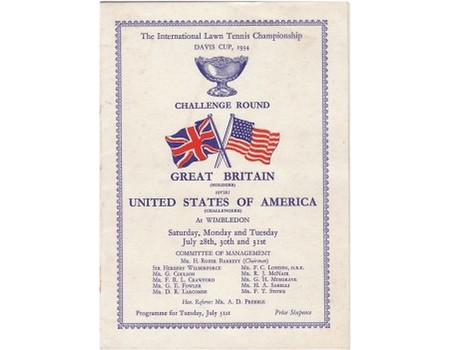 The International Lawn Tennis Championship
DAVIS CUP, 1934
CHALLENGE ROUND
GREAT BRITAIN
(HOLDERS)
versus
UNITED STATES OF AMERICA
(CHALLENGERS)
At WIMBLEDON
Saturday, Monday and Tuesday
July 28th, 30th and 31st
COMMITTEE OF MANAGEMENT
Mr. H. Roper Barrett (Chairman)
Sir Herbert Wilberforce Mr. F. C. Lohden, O.B.E.
Mr. G. Coulson Mr. R. J. McNair
Mr. F. B. L. Crawford Mr. G. H. Musgrave
Mr. G. E. Fowler Mr. H. A. Sabelli
Mr. D. R. Larcombe Mr. F. T. Stowe
Hon. Referee: Mr. A. D. Prebble
Programme for Tuesday, July 31st Price Sixpence